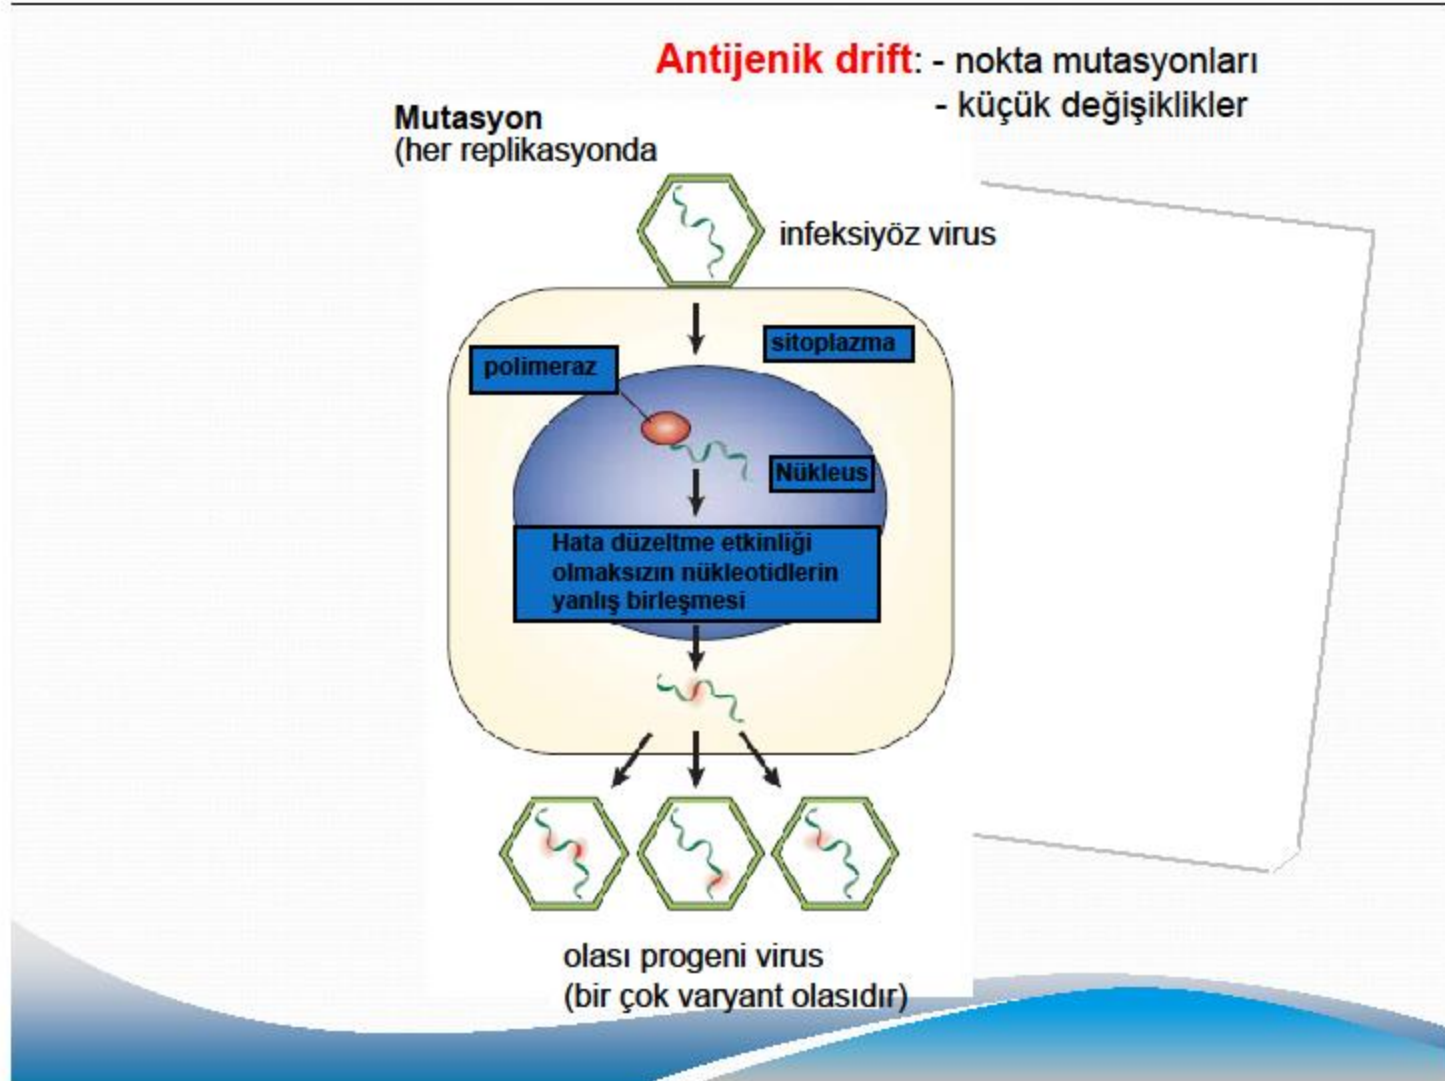 Antijenik drift: - nokta mutasyonları
- küçük değişiklikler
Mutasyon
(her replikasyonda
infeksiyöz virus
sitoplazma
polimeraz
Nükleus
Hata düzeltme etkinliği
olmaksızın nükleotidlerin
yanlış birleşmesi
olası progeni virus
(bir çok varyant olasıdır)